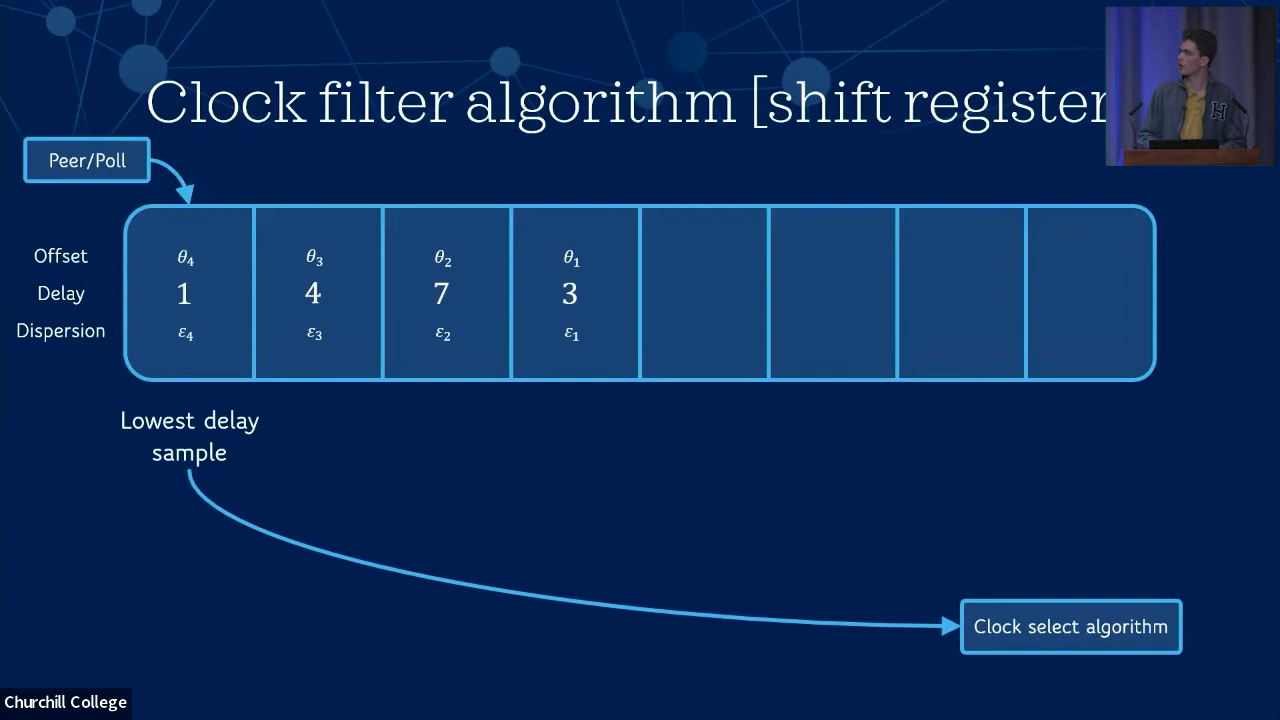 Clock filter algorithm [shift register
Peer/Poll
Offset θ₄ θ₃ θ₂ θ₁
Delay 1 4 7 3
Dispersion ε₄ ε₃ ε₂ ε₁
Lowest delay
sample
Clock select algorithm
Churchill College
H